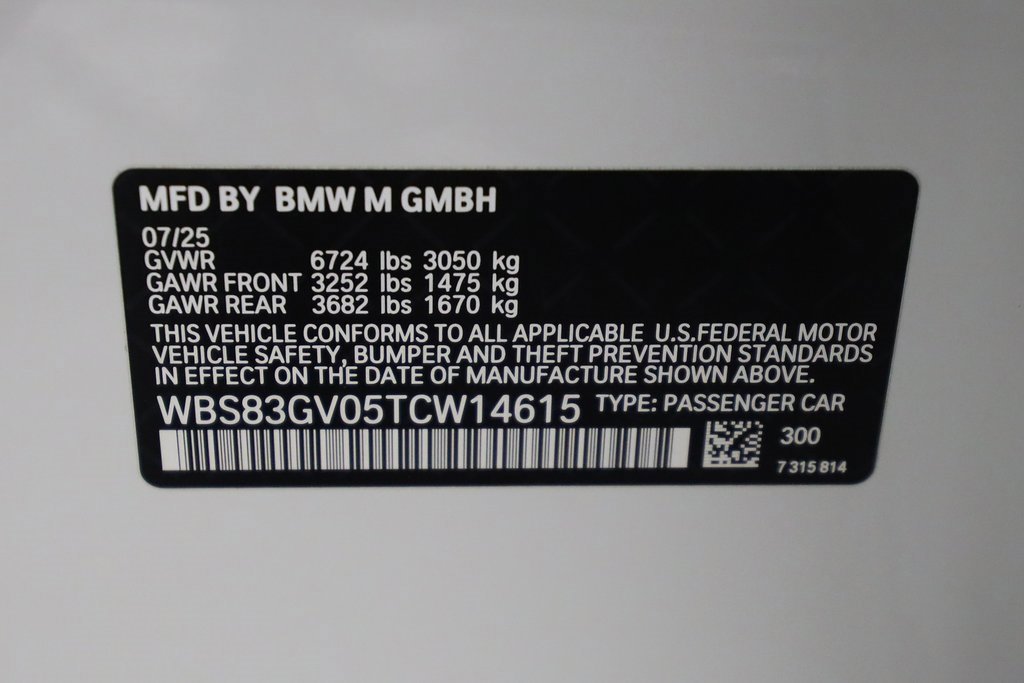 MFD BY BMW M GMBH
07/25
GVWR 6724 lbs 3050 kg
GAWR FRONT 3252 lbs 1475 kg
GAWR REAR 3682 lbs 1670 kg
THIS VEHICLE CONFORMS TO ALL APPLICABLE U.S.FEDERAL MOTOR
VEHICLE SAFETY, BUMPER AND THEFT PREVENTION STANDARDS
IN EFFECT ON THE DATE OF MANUFACTURE SHOWN ABOVE.
WBS83GV05TCW14615 TYPE: PASSENGER CAR
300
7 315 814